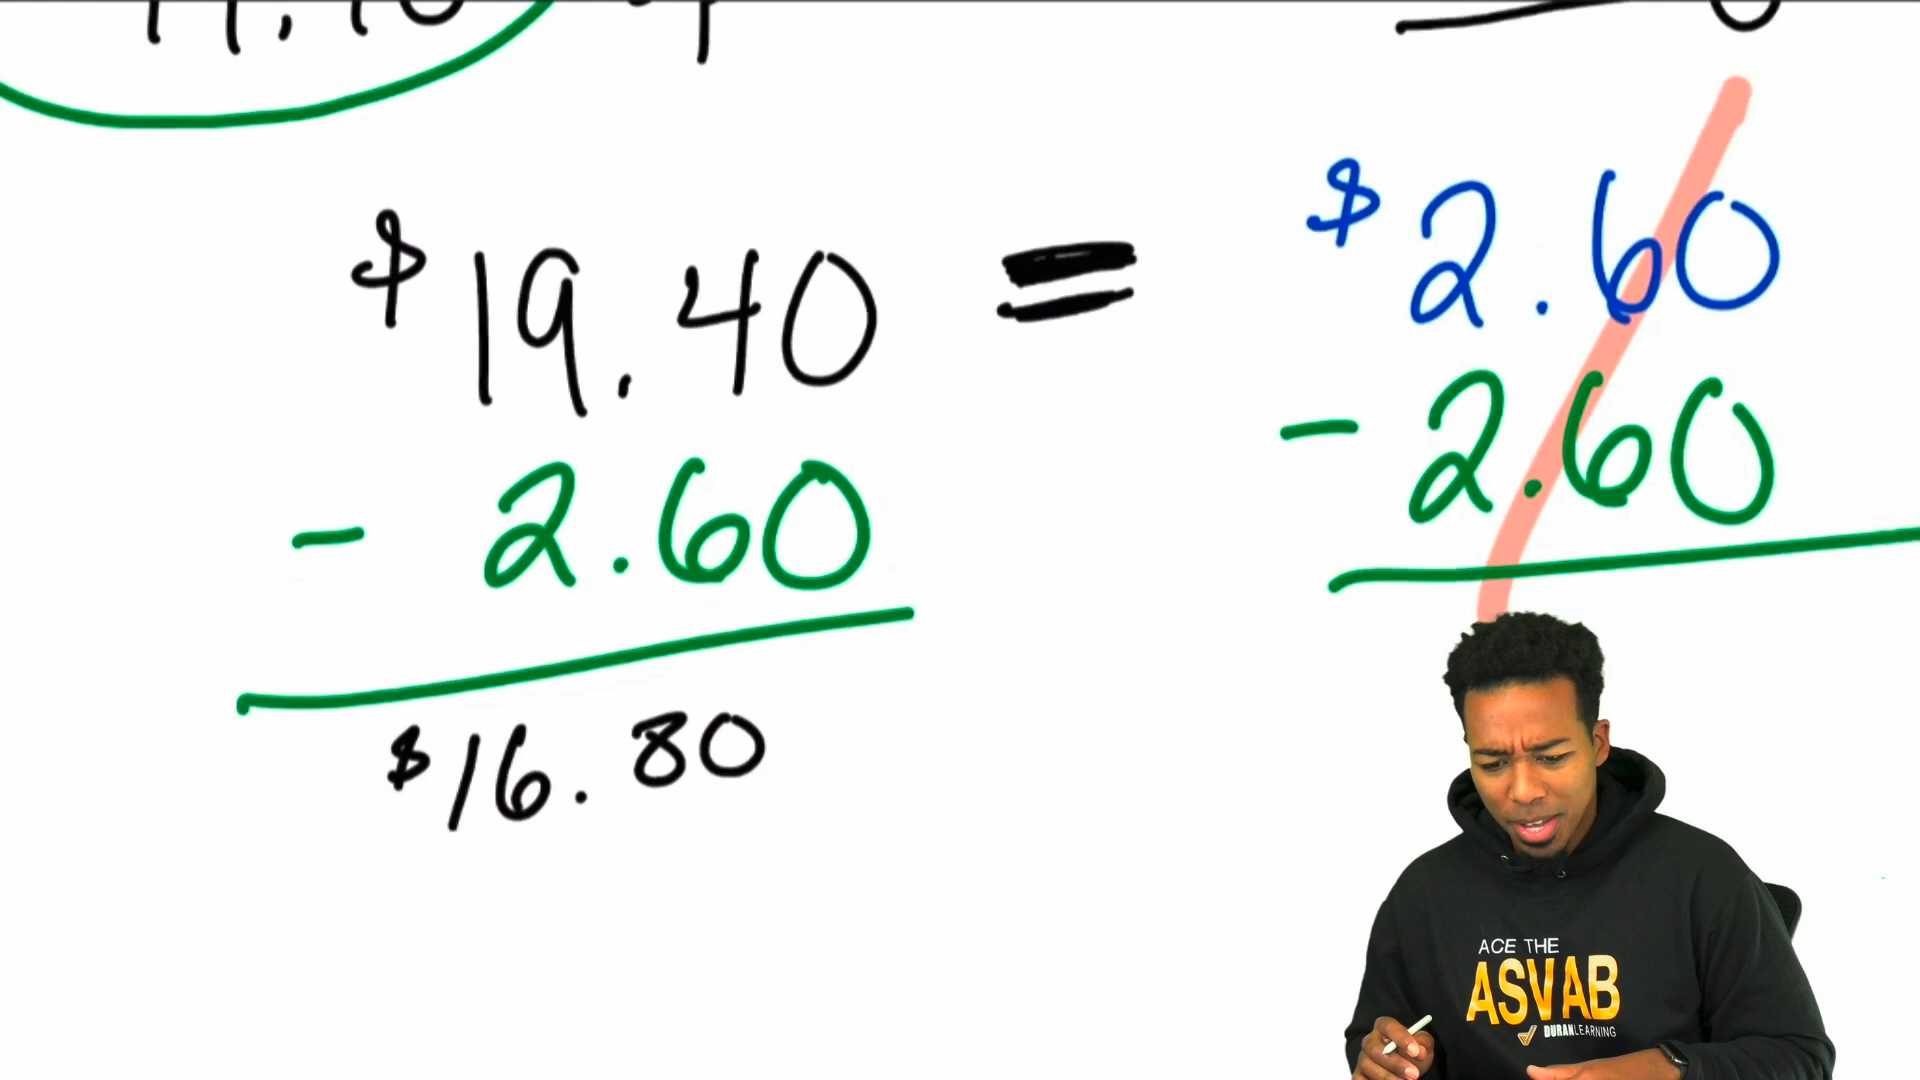 $19.40 = $2.60
- 2.60 - 2.60
$16.80
ACE THE
ASVAB
DURANLEARNING